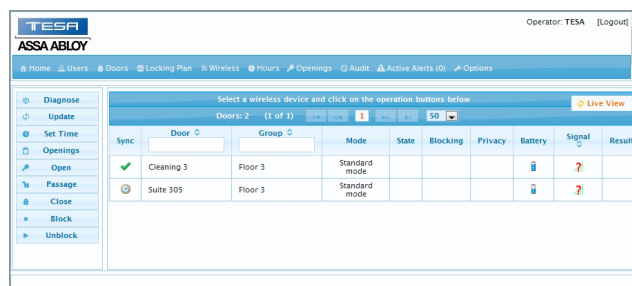 TESA
ASSA ABLOY
Operator: TESA [Logout]
Home Users Doors Locking Plan Wireless Hours Openings Audit Active Alerts (0) Options
Diagnose
Update
Set Time
Openings
Open
Passage
Close
Block
Unblock
Select a wireless device and click on the operation buttons below
Live View
Doors: 2 (1 of 1) 1 50
Sync Door Group Mode State Blocking Privacy Battery Signal Result
Cleaning 3 Floor 3 Standard mode ?
Suite 305 Floor 3 Standard mode ?